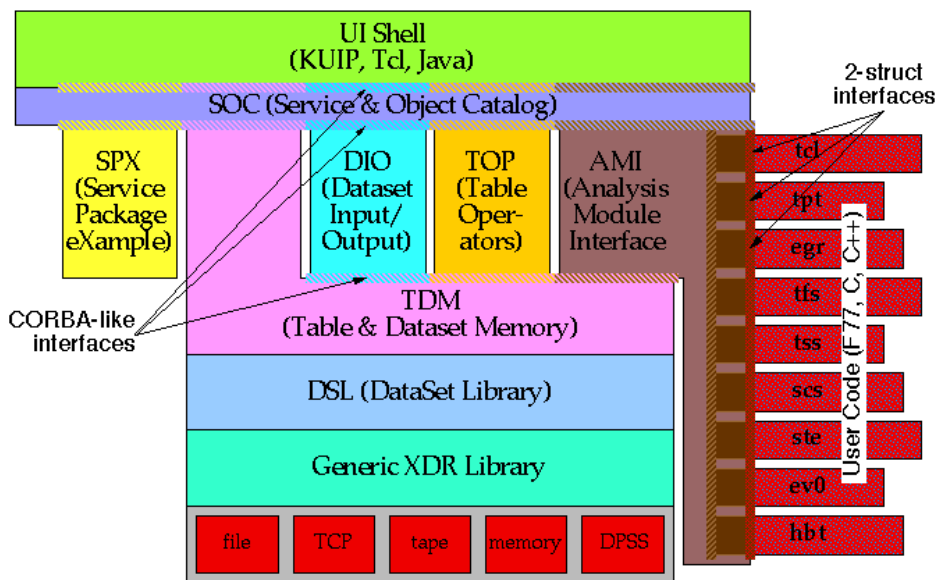 UI Shell
(KUIP, Tcl, Java)
2-struct
interfaces
SOC (Service & Object Catalog)
SPX
(Service
Package
eXample)
DIO
(Dataset
Input/
Output)
TOP
(Table
Oper-
ators)
AMI
(Analysis
Module
Interface
tcl
tpt
egr
tfs
tss
scs
ste
ev0
hbt
User Code (F77, C, C++)
CORBA-like
interfaces
TDM
(Table & Dataset Memory)
DSL (DataSet Library)
Generic XDR Library
file
TCP
tape
memory
DPSS